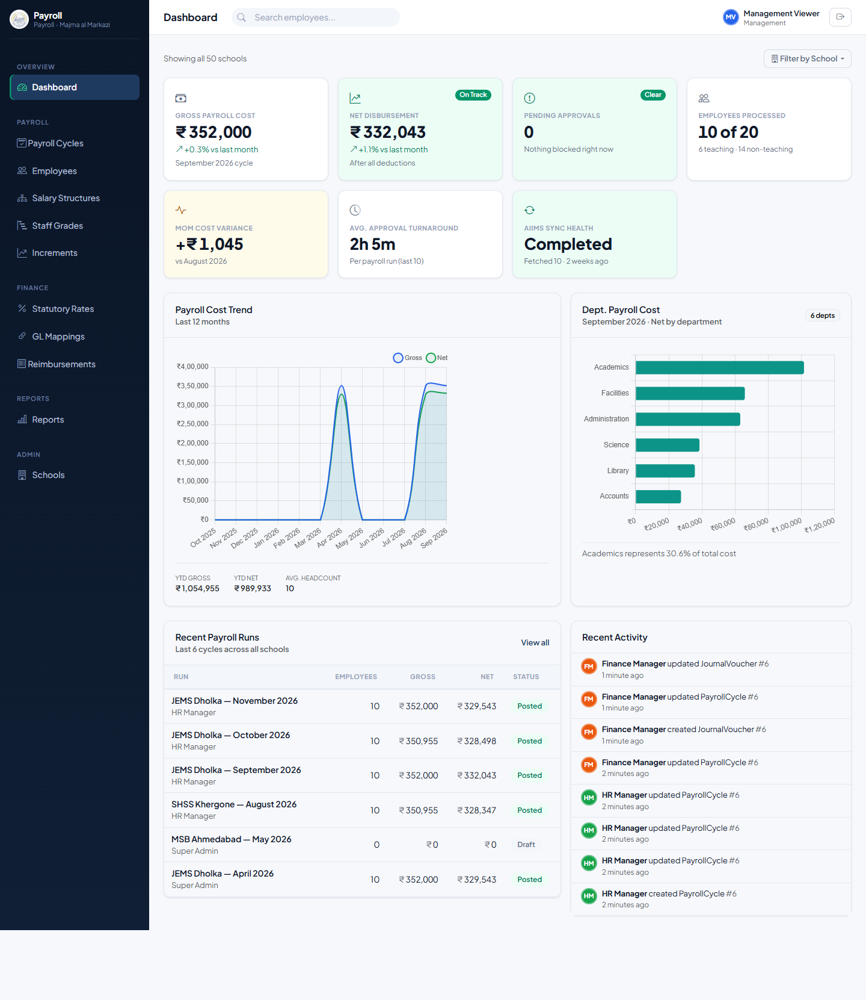 Payroll
Payroll - Majma al Markazi
OVERVIEW
Dashboard
PAYROLL
Payroll Cycles
Employees
Salary Structures
Staff Grades
Increments
FINANCE
Statutory Rates
GL Mappings
Reimbursements
REPORTS
Reports
ADMIN
Schools
Dashboard
Search employees...
MV
Management Viewer
Management
Showing all 50 schools
Filter by School
GROSS PAYROLL COST
₹ 352,000
↗ +0.3% vs last month
September 2026 cycle
On Track
NET DISBURSEMENT
₹ 332,043
↗ +1.1% vs last month
After all deductions
Clear
PENDING APPROVALS
0
Nothing blocked right now
EMPLOYEES PROCESSED
10 of 20
6 teaching · 14 non-teaching
MOM COST VARIANCE
+₹ 1,045
vs August 2026
AVG. APPROVAL TURNAROUND
2h 5m
Per payroll run (last 10)
AIIMS SYNC HEALTH
Completed
Fetched 10 · 2 weeks ago
Payroll Cost Trend
Last 12 months
Gross Net
₹4,00,000
₹3,50,000
₹3,00,000
₹2,50,000
₹2,00,000
₹1,50,000
₹1,00,000
₹50,000
₹0
Oct 2025 Nov 2025 Dec 2025 Jan 2026 Feb 2026 Mar 2026 Apr 2026 May 2026 Jun 2026 Jul 2026 Aug 2026 Sep 2026
YTD GROSS
₹ 1,054,955
YTD NET
₹ 989,933
AVG. HEADCOUNT
10
Dept. Payroll Cost
September 2026 · Net by department
6 depts
Academics
Facilities
Administration
Science
Library
Accounts
₹0 ₹20,000 ₹40,000 ₹60,000 ₹80,000 ₹1,00,000 ₹1,20,000
Academics represents 30.6% of total cost
Recent Payroll Runs
Last 6 cycles across all schools
View all
RUN EMPLOYEES GROSS NET STATUS
JEMS Dholka — November 2026 10 ₹ 352,000 ₹ 329,543 Posted
HR Manager
JEMS Dholka — October 2026 10 ₹ 350,955 ₹ 328,498 Posted
HR Manager
JEMS Dholka — September 2026 10 ₹ 352,000 ₹ 332,043 Posted
HR Manager
SHSS Khergone — August 2026 10 ₹ 350,955 ₹ 328,347 Posted
HR Manager
MSB Ahmedabad — May 2026 0 ₹ 0 ₹ 0 Draft
Super Admin
JEMS Dholka — April 2026 10 ₹ 352,000 ₹ 329,543 Posted
Super Admin
Recent Activity
FM Finance Manager updated JournalVoucher #6
1 minute ago
FM Finance Manager updated PayrollCycle #6
1 minute ago
FM Finance Manager created JournalVoucher #6
1 minute ago
FM Finance Manager updated PayrollCycle #6
2 minutes ago
HM HR Manager updated PayrollCycle #6
2 minutes ago
HM HR Manager updated PayrollCycle #6
2 minutes ago
HM HR Manager updated PayrollCycle #6
2 minutes ago
HM HR Manager created PayrollCycle #6
2 minutes ago